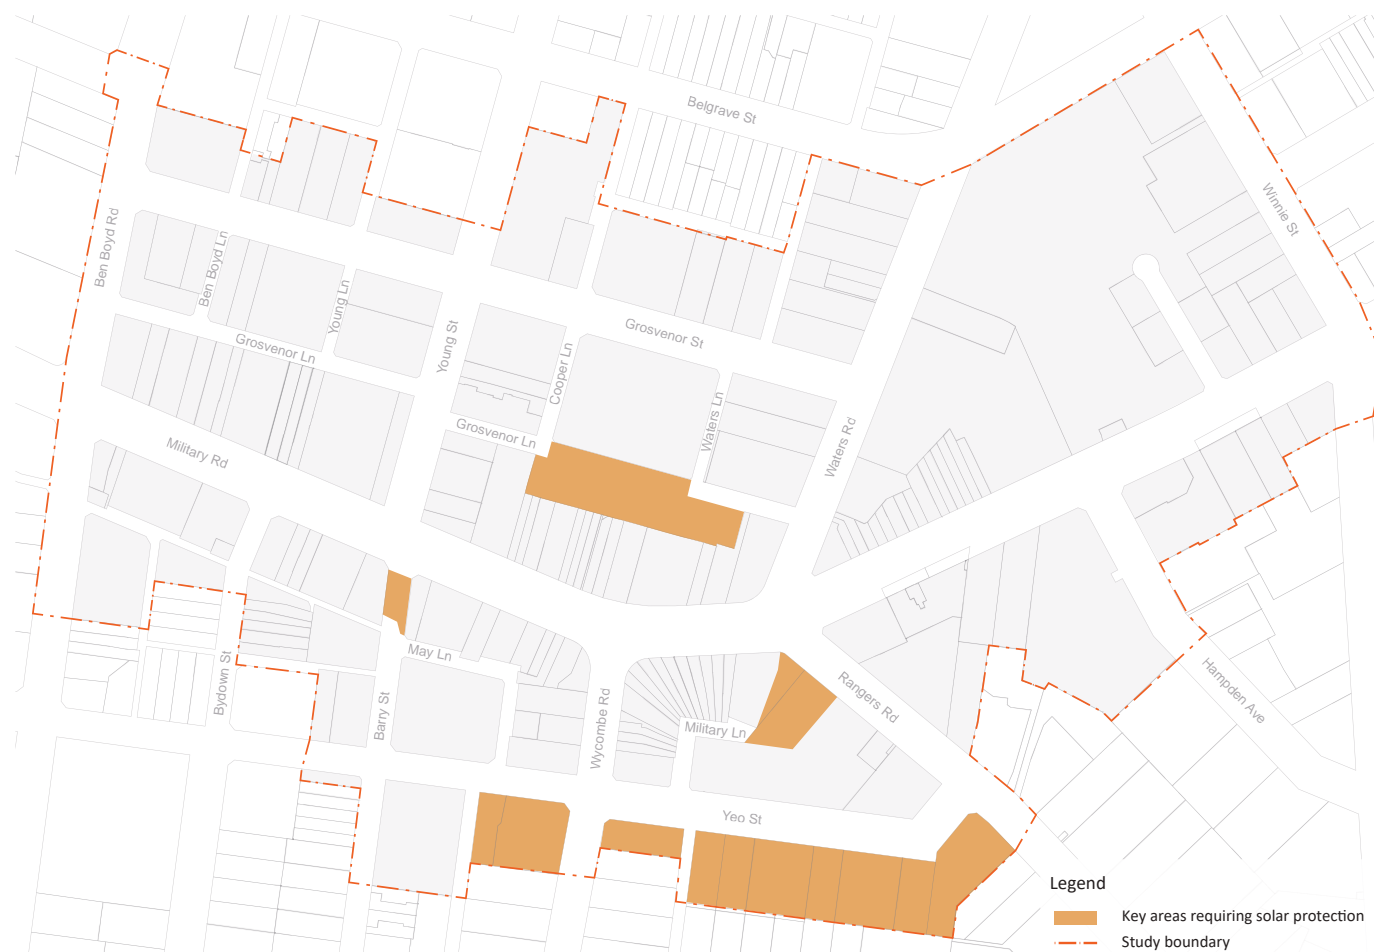 Belgrave St
Winnie St
Ben Boyd Rd
Ben Boyd Ln
Young Ln
Grosvenor Ln
Young St
Cooper Ln
Grosvenor St
Waters Ln
Waters Rd
Grosvenor Ln
Military Rd
May Ln
Bydown St
Barry St
Wycombe Rd
Military Ln
Rangers Rd
Hampden Ave
Yeo St
Legend
Key areas requiring solar protection
Study boundary